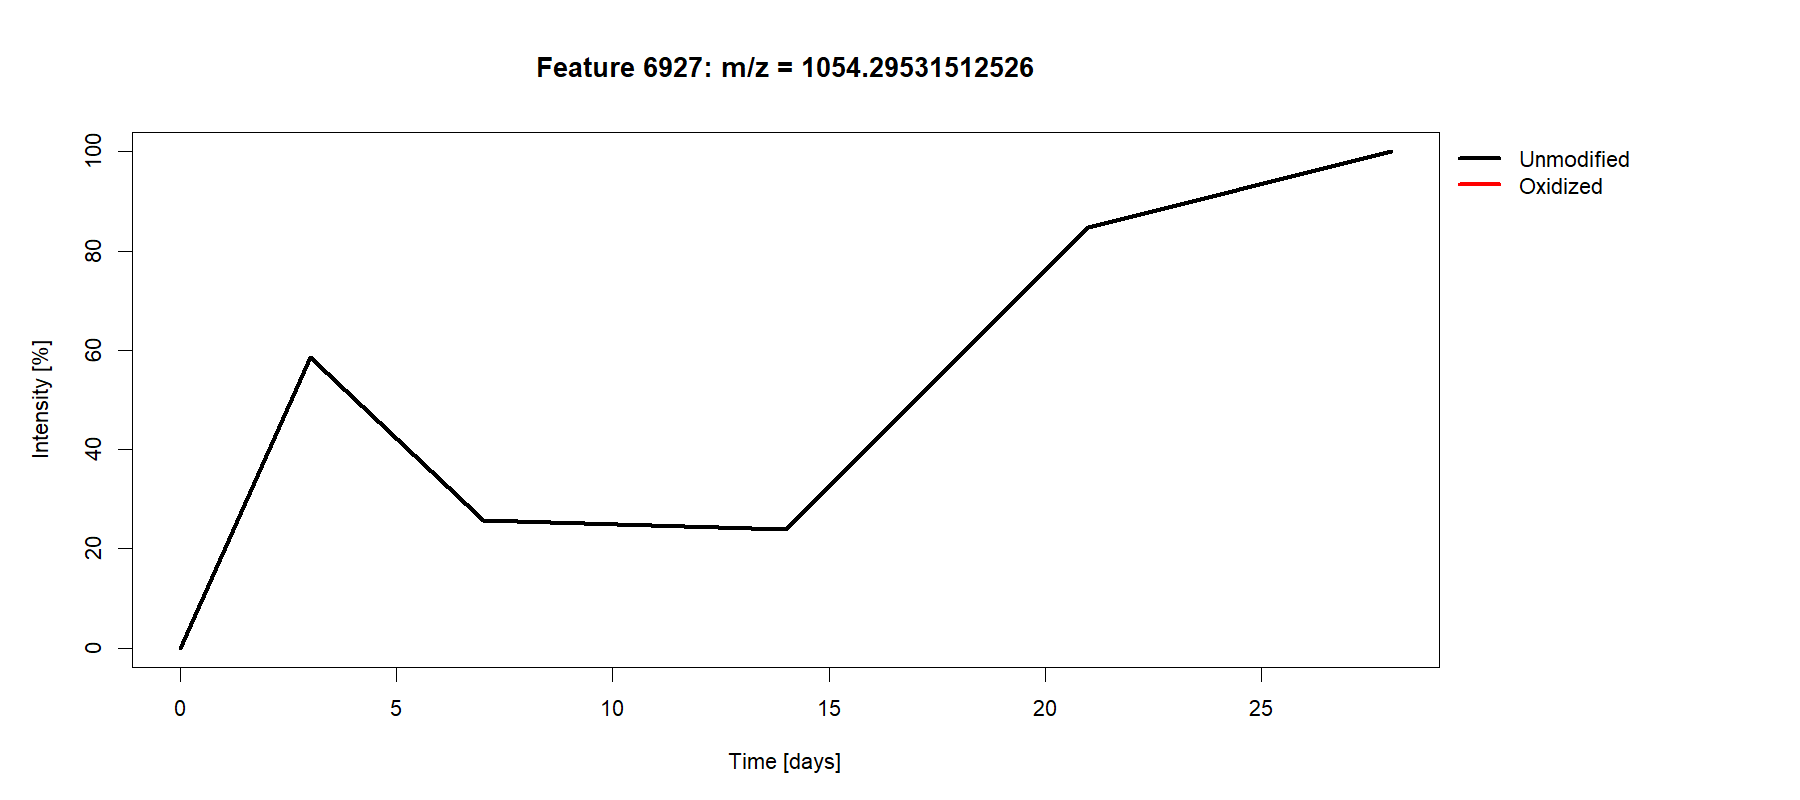 Feature 6927: m/z = 1054.29531512526
Unmodified
Oxidized
Intensity [%]
100
80
60
40
20
0
0 5 10 15 20 25
Time [days]